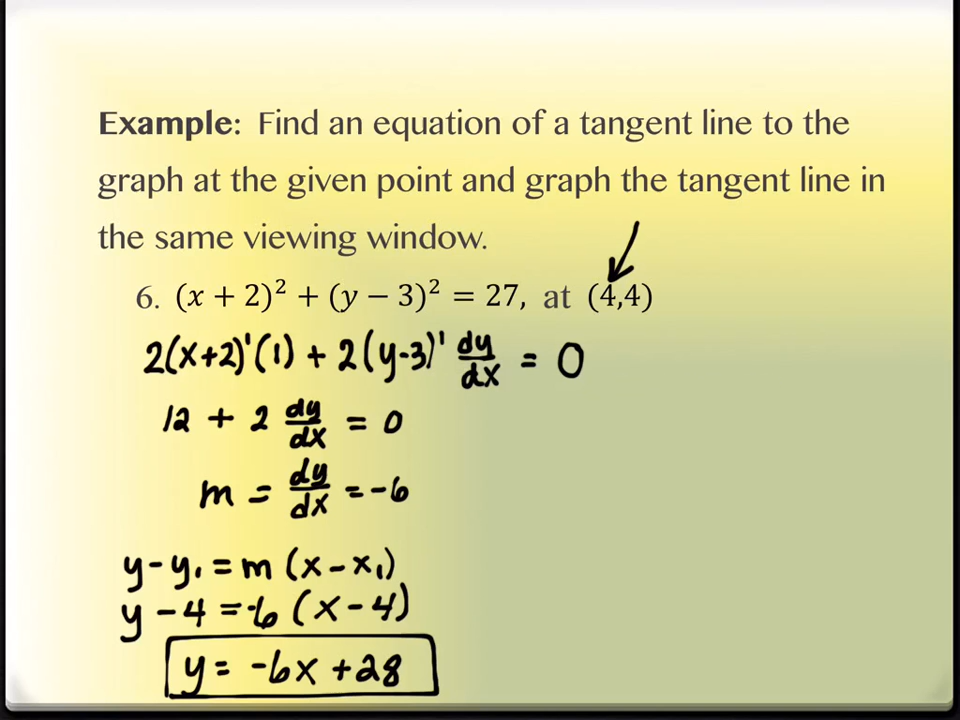 Example: Find an equation of a tangent line to the
graph at the given point and graph the tangent line in
the same viewing window.
6. (x + 2)² + (y − 3)² = 27, at (4,4)
2(x+2)¹(1) + 2(y-3)¹ dy/dx = 0
12 + 2 dy/dx = 0
m = dy/dx = -6
y - y₁ = m (x - x₁)
y - 4 = -6 (x - 4)
y = -6x + 28